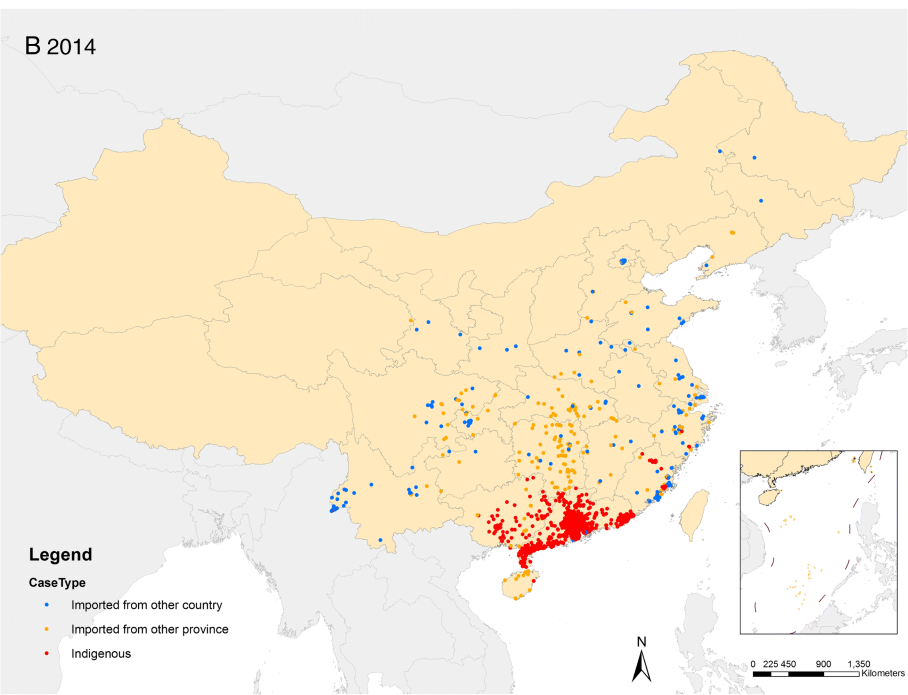 B 2014
Legend
CaseType
Imported from other country
Imported from other province
Indigenous
N
0 225 450 900 1,350
Kilometers